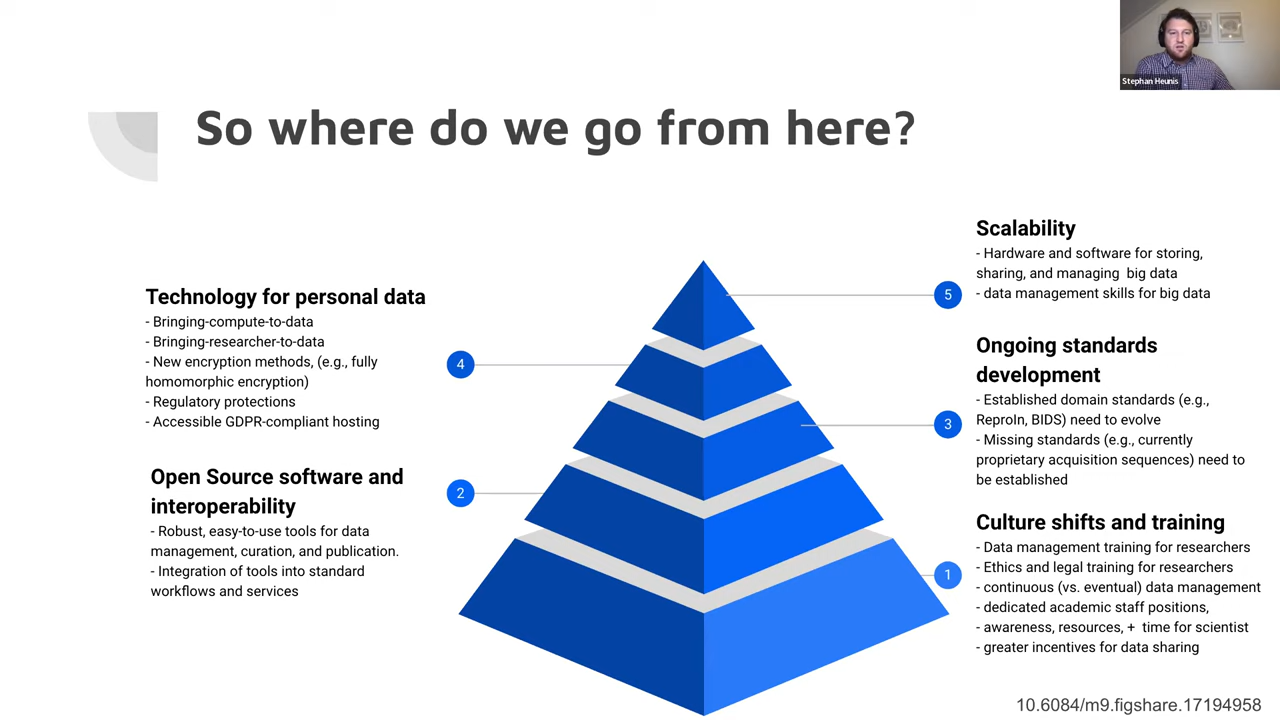 Stephan Heunis
So where do we go from here?
Scalability
- Hardware and software for storing,
sharing, and managing  big data
- data management skills for big data
5
Technology for personal data
- Bringing-compute-to-data
- Bringing-researcher-to-data
- New encryption methods, (e.g., fully
homomorphic encryption)
- Regulatory protections
- Accessible GDPR-compliant hosting
4
Ongoing standards
development
- Established domain standards (e.g.,
ReproIn, BIDS) need to evolve
- Missing standards (e.g., currently
proprietary acquisition sequences) need to
be established
3
Open Source software and
interoperability
- Robust, easy-to-use tools for data
management, curation, and publication.
- Integration of tools into standard
workflows and services
2
Culture shifts and training
- Data management training for researchers
- Ethics and legal training for researchers
- continuous (vs. eventual) data management
- dedicated academic staff positions,
- awareness, resources, +  time for scientist
- greater incentives for data sharing
1
10.6084/m9.figshare.17194958